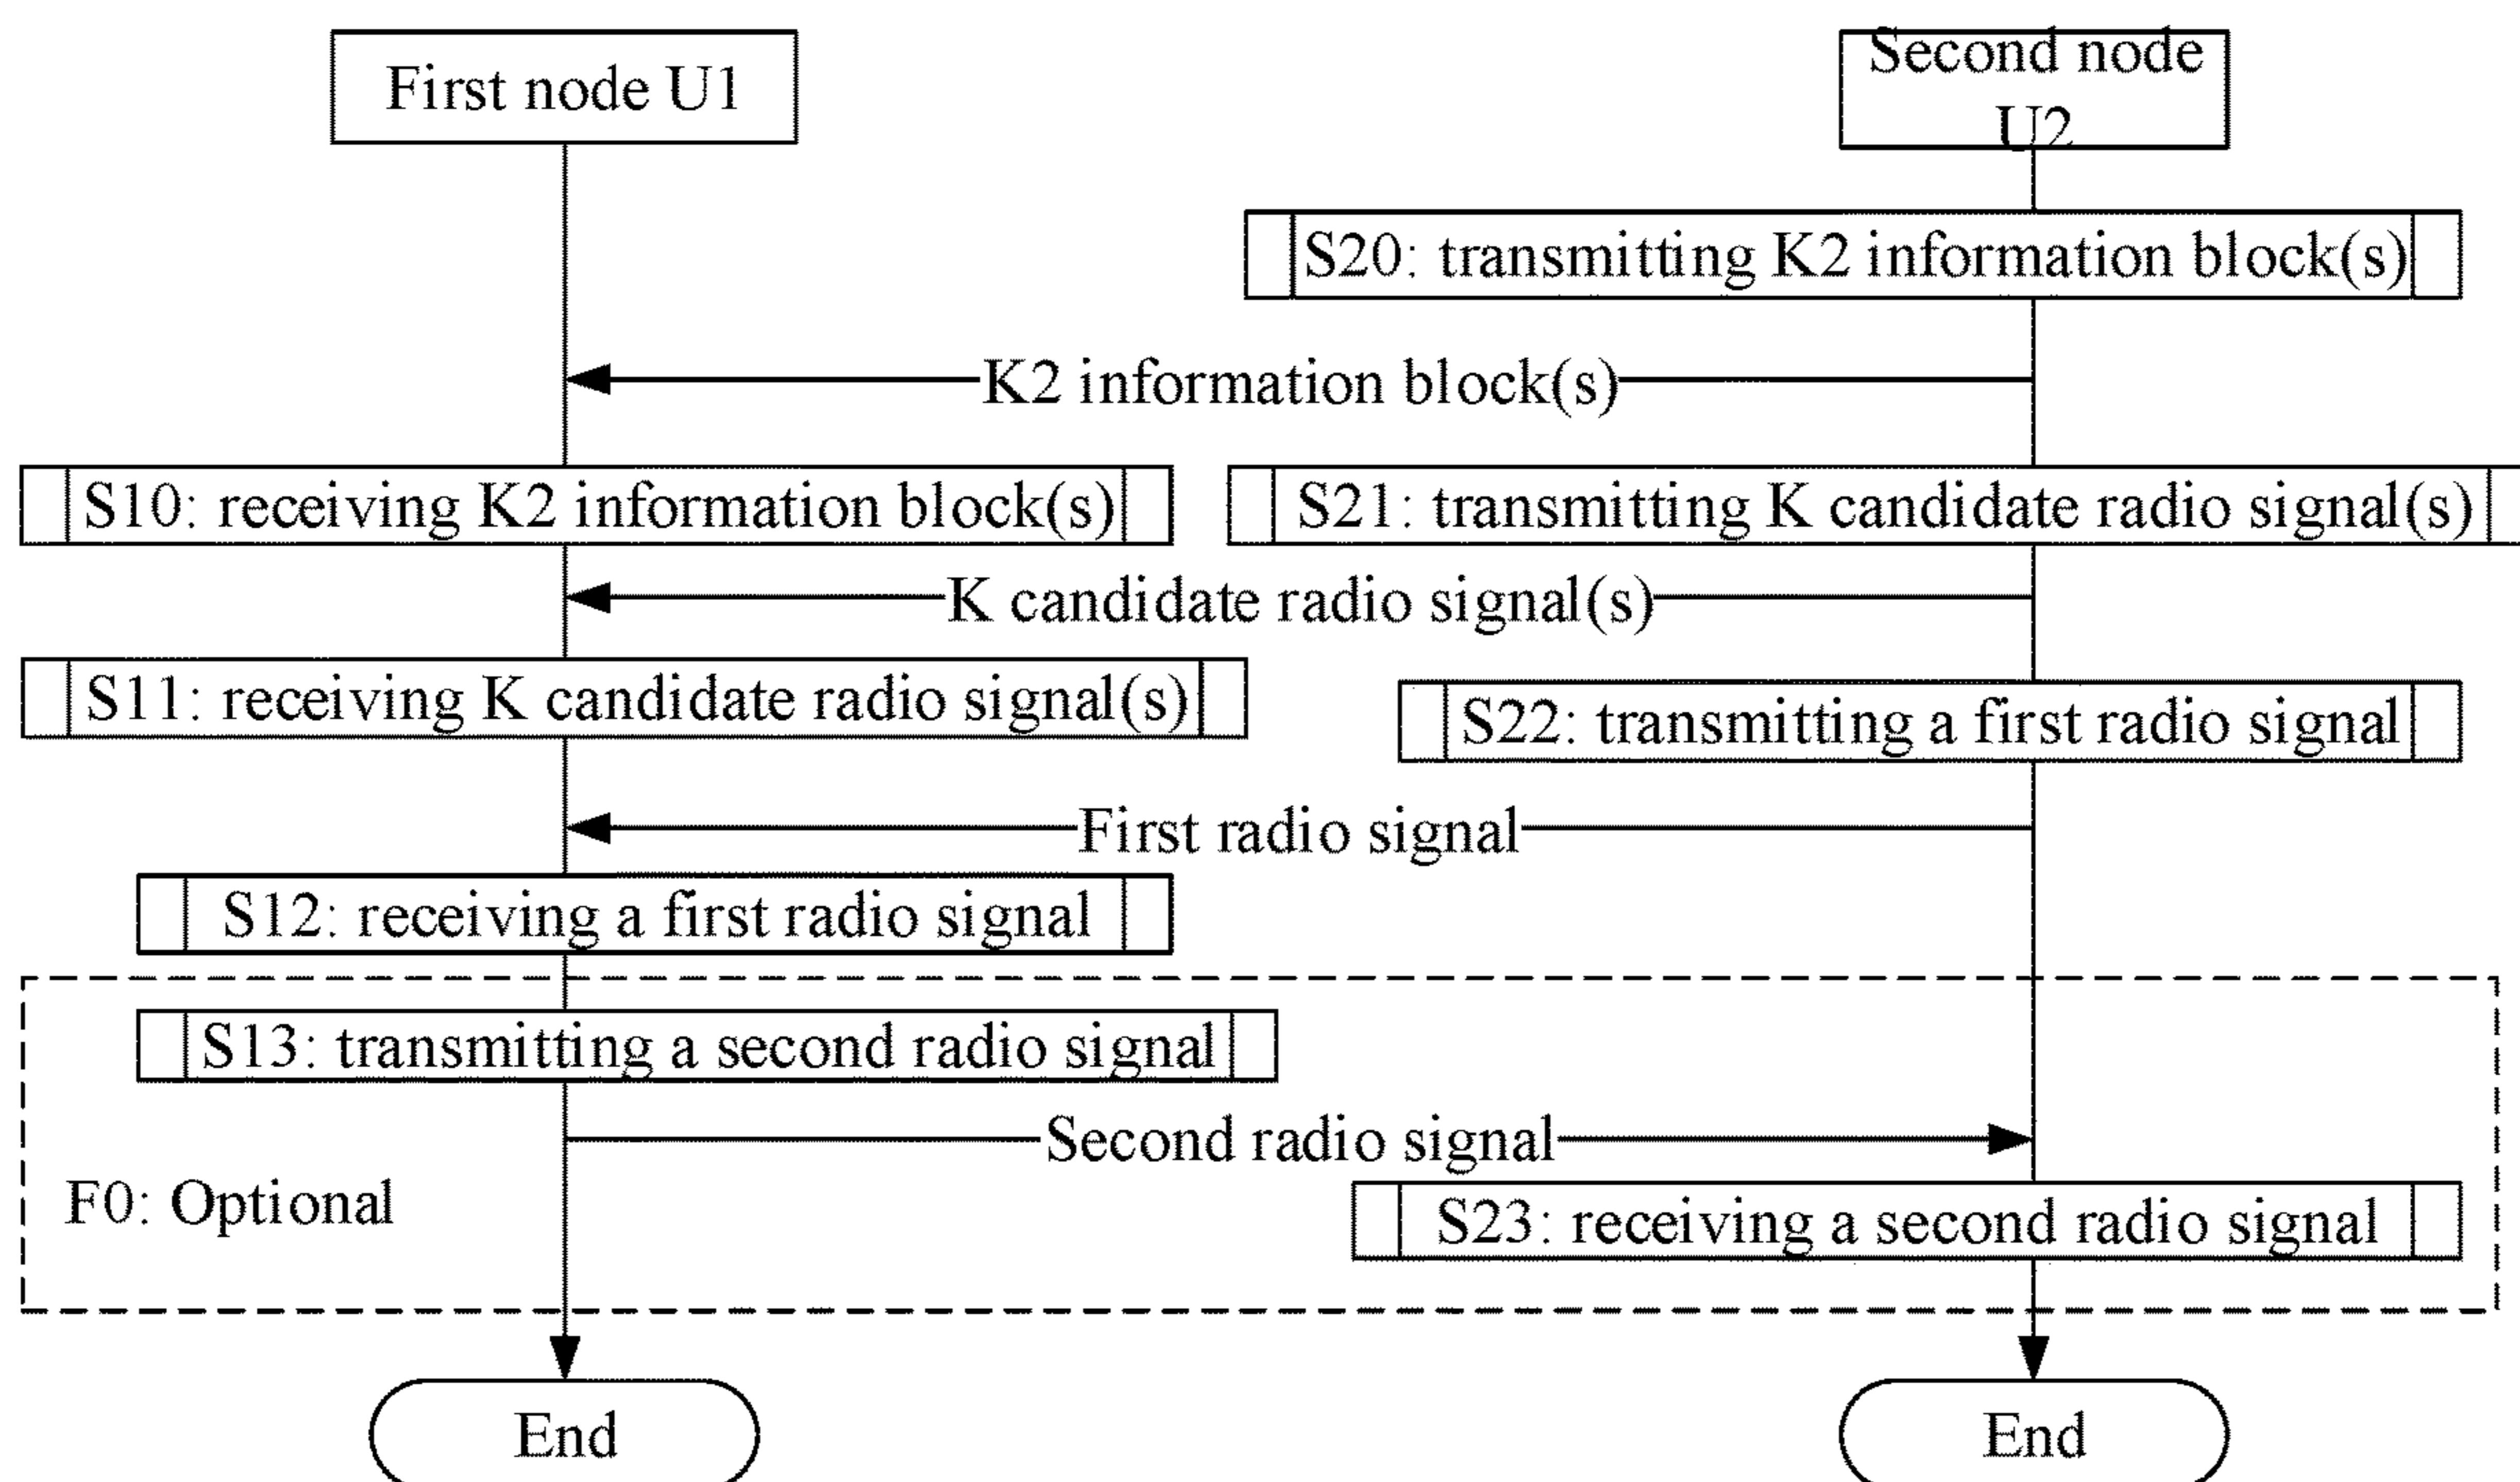 First node U1
Second node
U2
S20: transmitting K2 information block(s)
K2 information block(s)
S10: receiving K2 information block(s)
S21: transmitting K candidate radio signal(s)
K candidate radio signal(s)
S11: receiving K candidate radio signal(s)
S22: transmitting a first radio signal
First radio signal
S12: receiving a first radio signal
S13: transmitting a second radio signal
Second radio signal
F0: Optional
S23: receiving a second radio signal
End
End